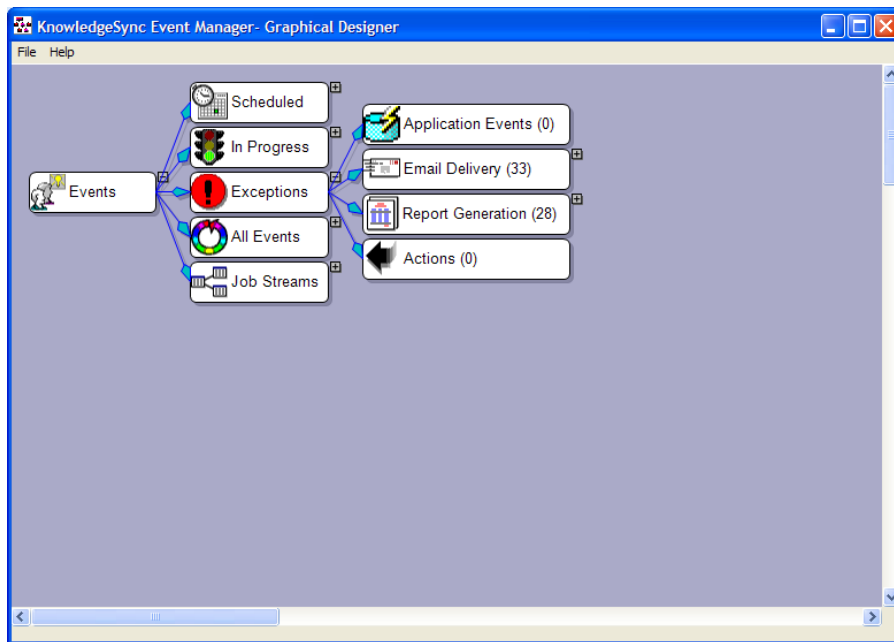 KnowledgeSync Event Manager- Graphical Designer
File Help
Scheduled
Application Events (0)
In Progress
Email Delivery (33)
Events
Exceptions
Report Generation (28)
All Events
Actions (0)
Job Streams